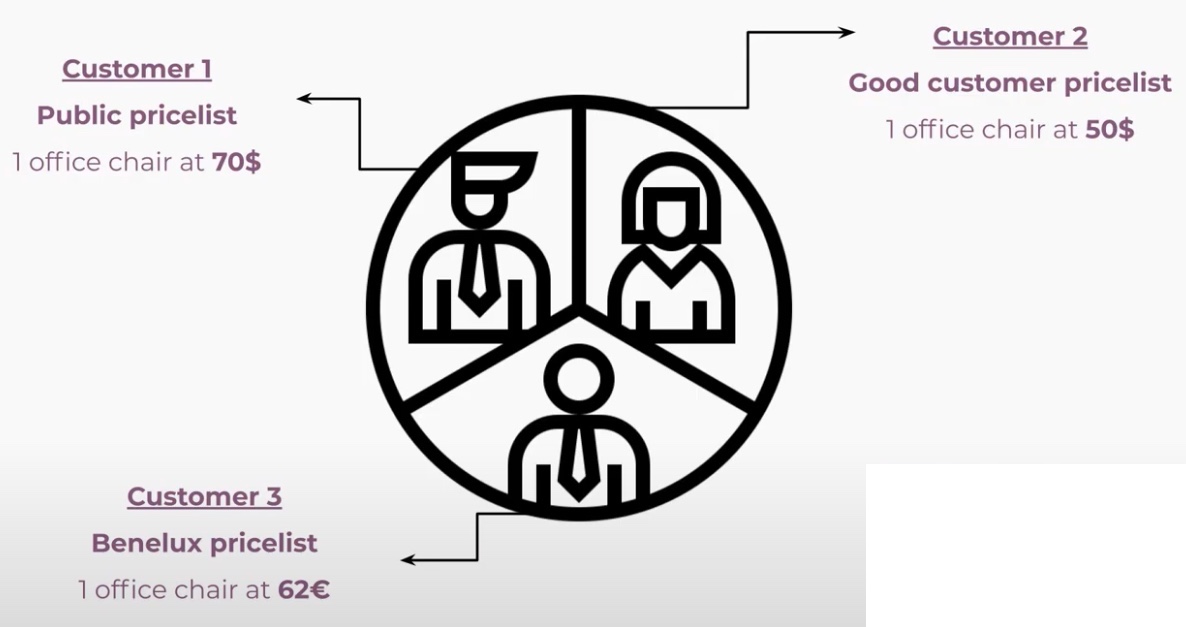 Customer 1
Public pricelist
1 office chair at 70$
Customer 2
Good customer pricelist
1 office chair at 50$
Customer 3
Benelux pricelist
1 office chair at 62€